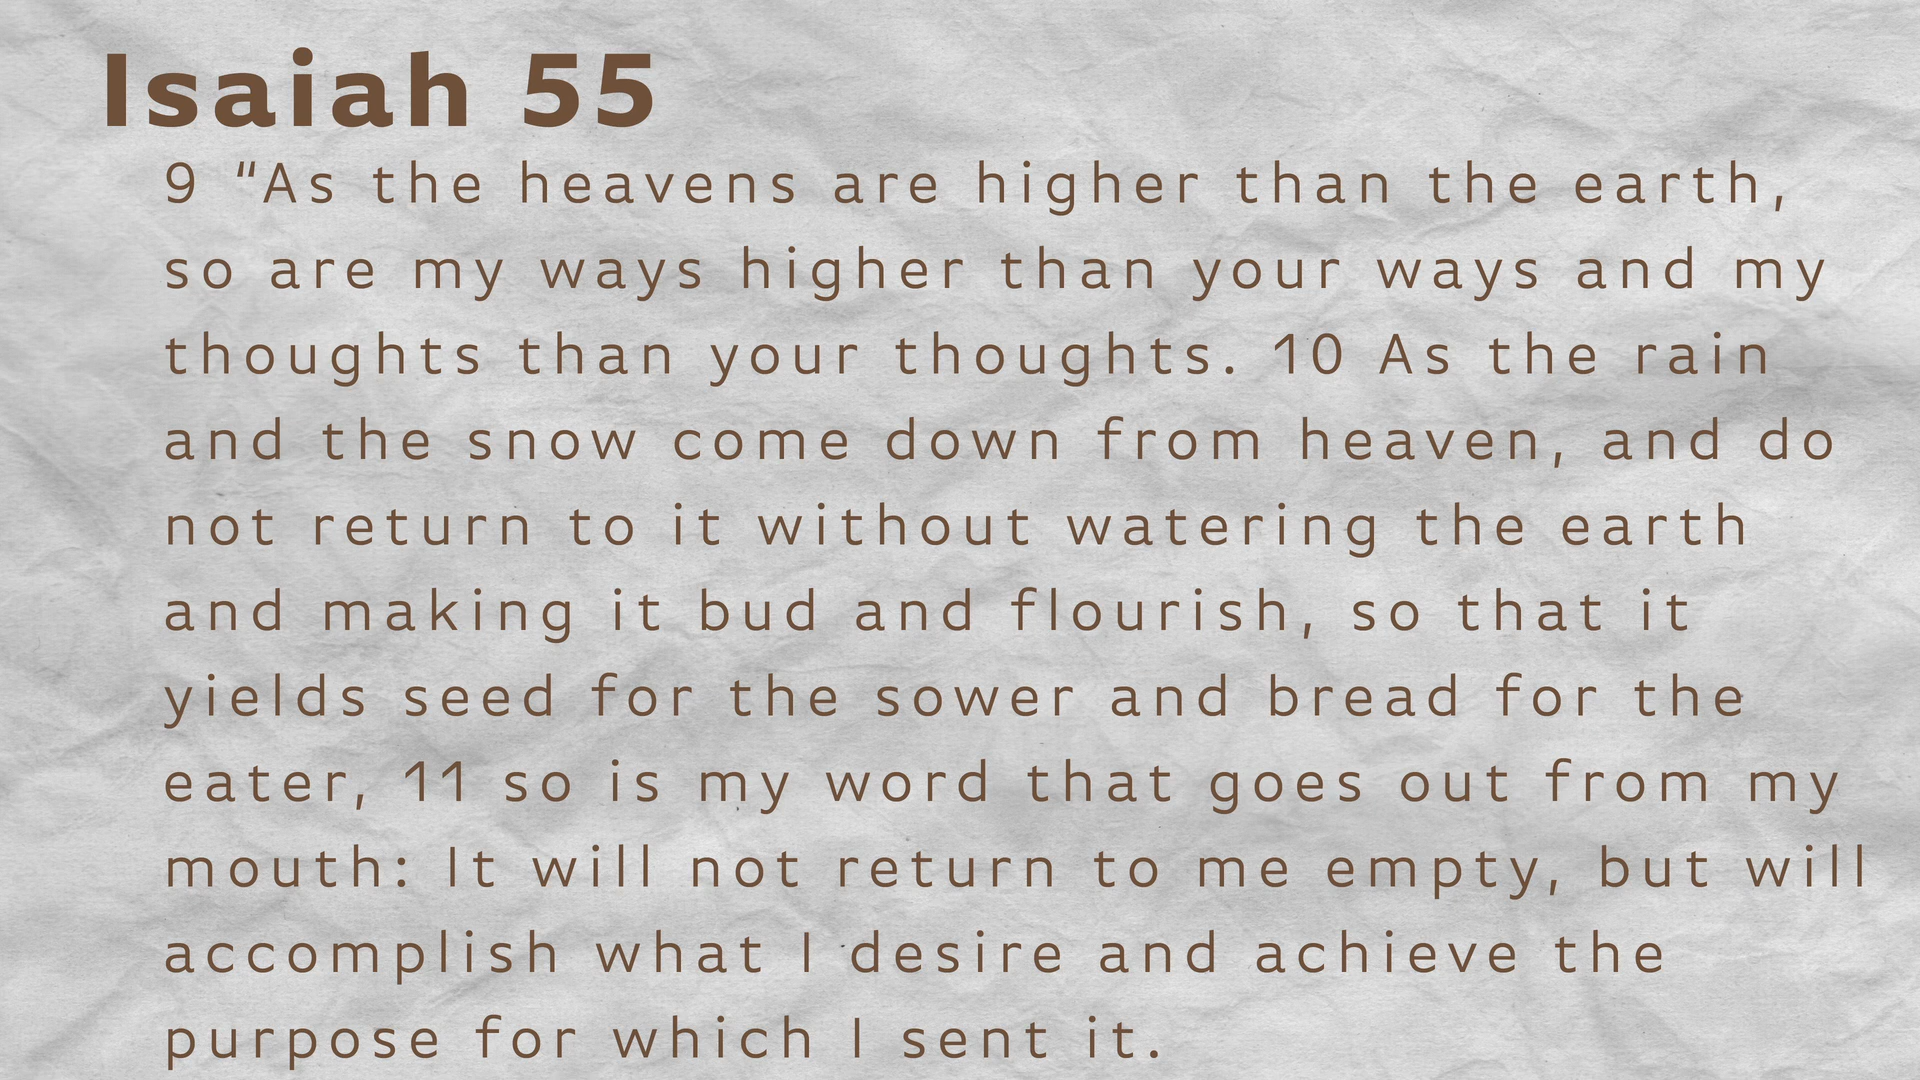 Isaiah 55
9 “As the heavens are higher than the earth,
so are my ways higher than your ways and my
thoughts than your thoughts. 10 As the rain
and the snow come down from heaven, and do
not return to it without watering the earth
and making it bud and flourish, so that it
yields seed for the sower and bread for the
eater, 11 so is my word that goes out from my
mouth: It will not return to me empty, but will
accomplish what I desire and achieve the
purpose for which I sent it.